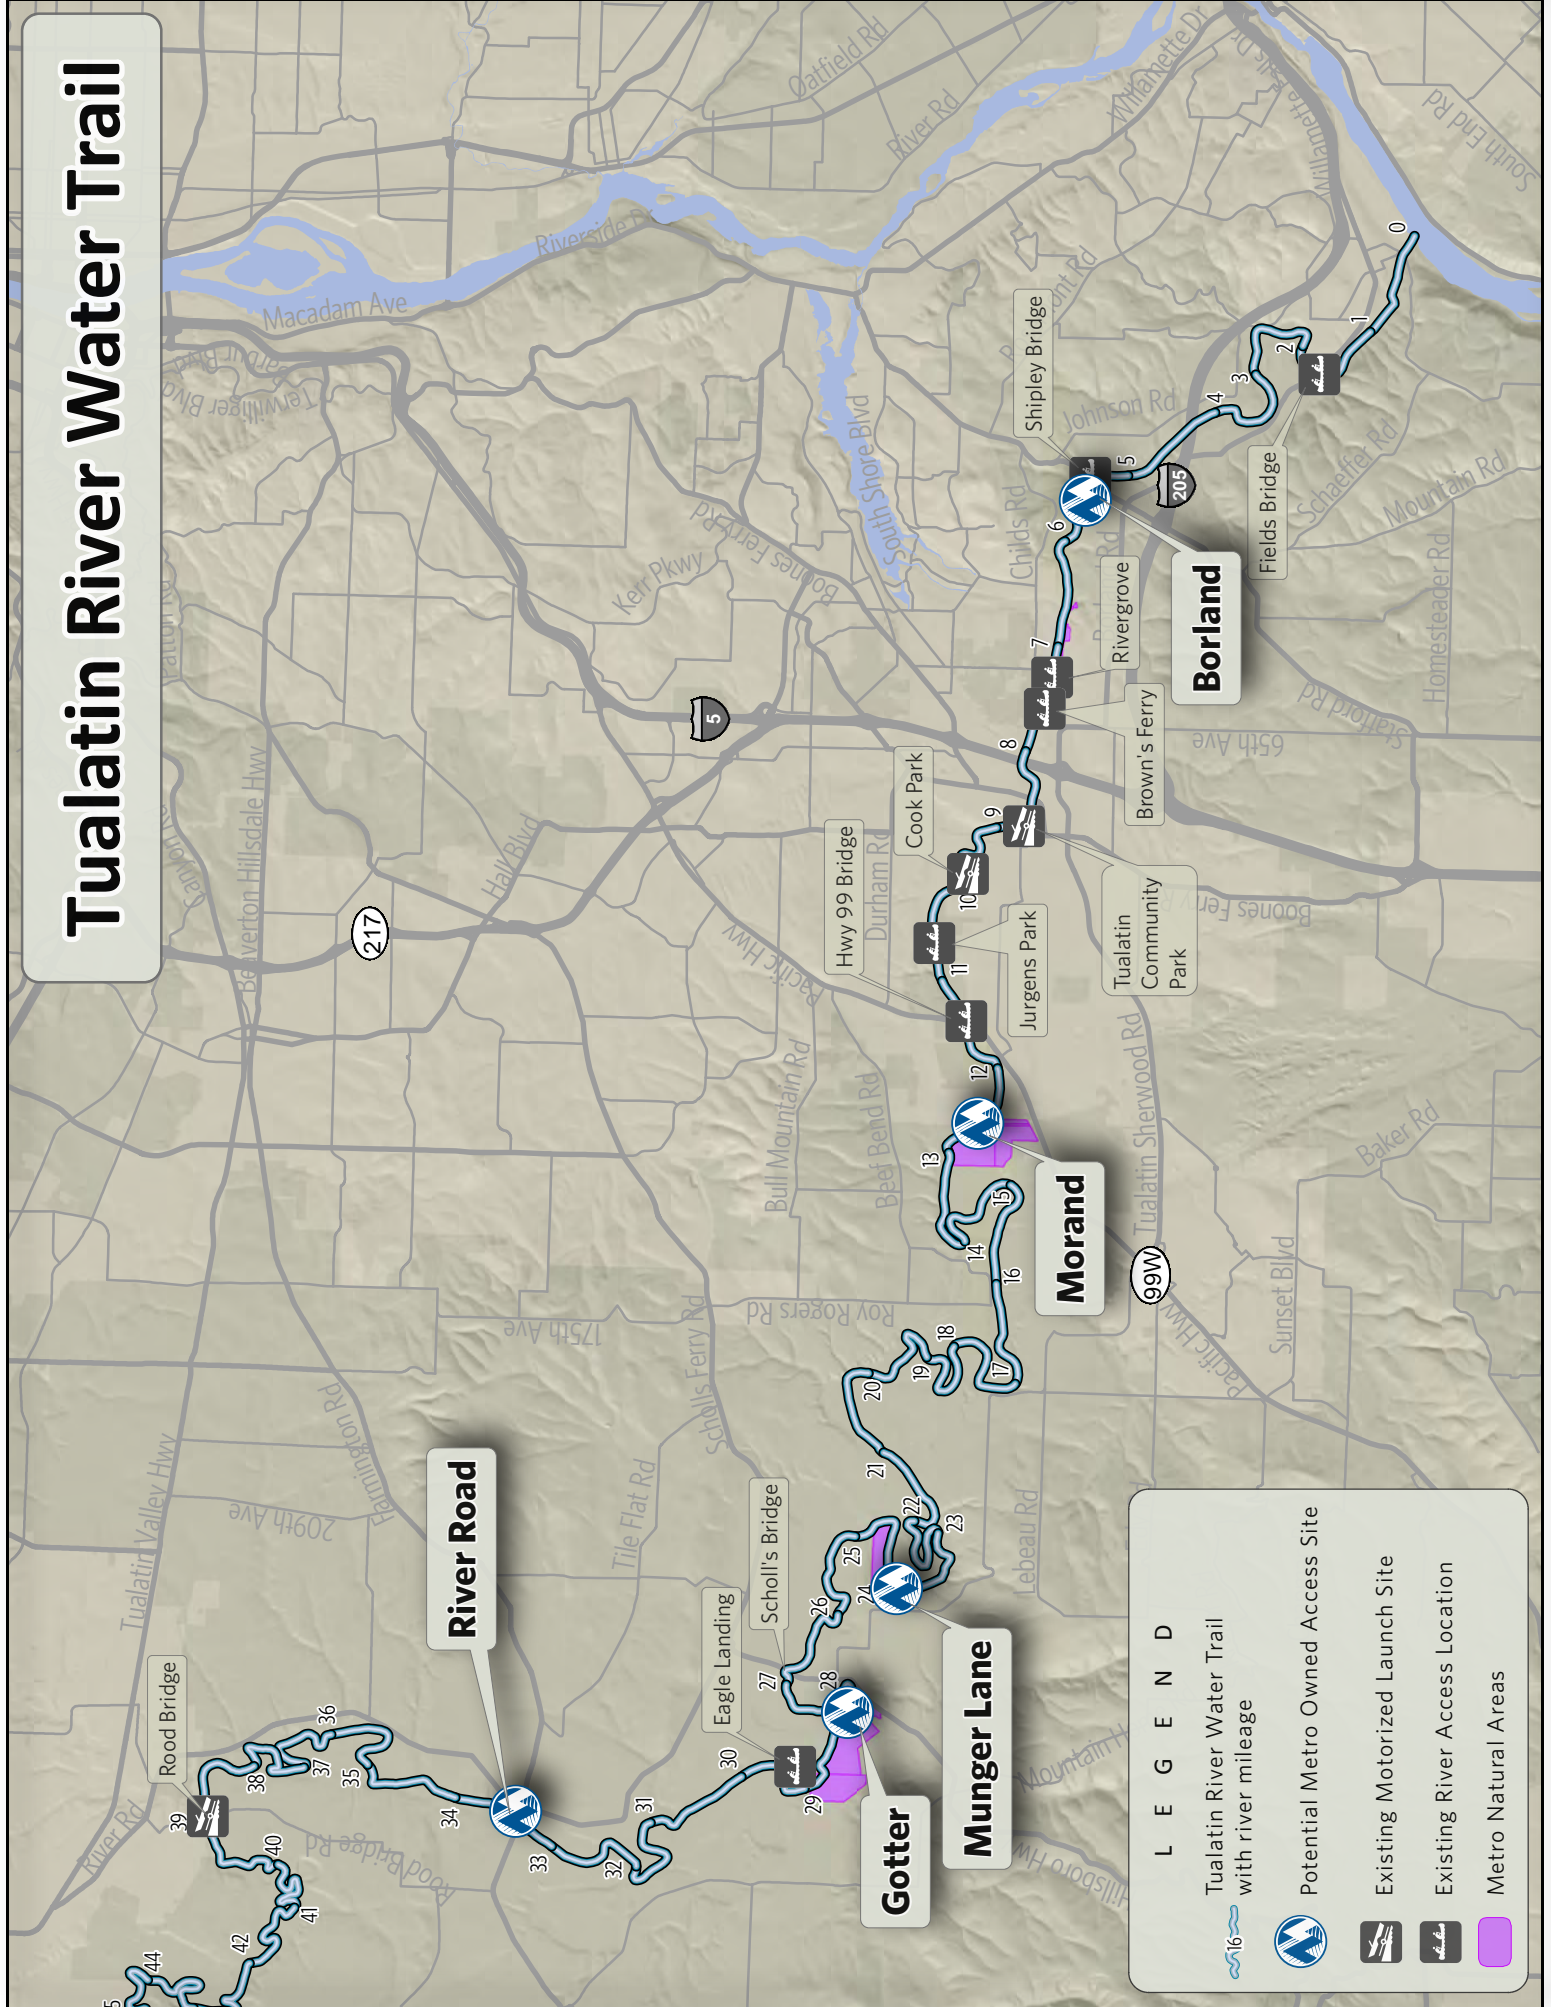 Tualatin River Water Trail
Rood Bridge
River Road
Eagle Landing
Scholl's Bridge
Gotter
Munger Lane
Morand
Hwy 99 Bridge
Jurgens Park
Cook Park
Tualatin
Community
Park
Brown's Ferry
Rivergrove
Borland
Shipley Bridge
Fields Bridge
River Rd
Tualatin Valley Hwy
209th Ave
Farmington Rd
175th Ave
Rood Bridge Rd
Tile Flat Rd
Scholls Ferry Rd
Roy Rogers Rd
Bull Mountain Rd
Beef Bend Rd
Lebeau Rd
Pacific Hwy
Sunset Blvd
Baker Rd
Tualatin Sherwood Rd
Pacific Hwy
Durham Rd
Hall Blvd
Beaverton Hillsdale Hwy
Boones Ferry Rd
65th Ave
Stafford Rd
Homesteader Rd
Mountain Rd
Schaeffer Rd
Childs Rd
Johnson Rd
Kerr Pkwy
Boones Ferry Rd
South Shore Blvd
Terwilliger Blvd
Macadam Ave
Riverside
River Rd
Oatfield Rd
Willamette Dr
South End Rd
217
5
205
99W
0
1
2
3
4
5
6
7
8
9
10
11
12
13
14
15
16
17
18
19
20
21
22
23
24
25
26
27
28
29
30
31
32
33
34
35
36
37
38
39
40
41
42
44
LEGEND
16
Tualatin River Water Trail
with river mileage
Potential Metro Owned Access Site
Existing Motorized Launch Site
Existing River Access Location
Metro Natural Areas